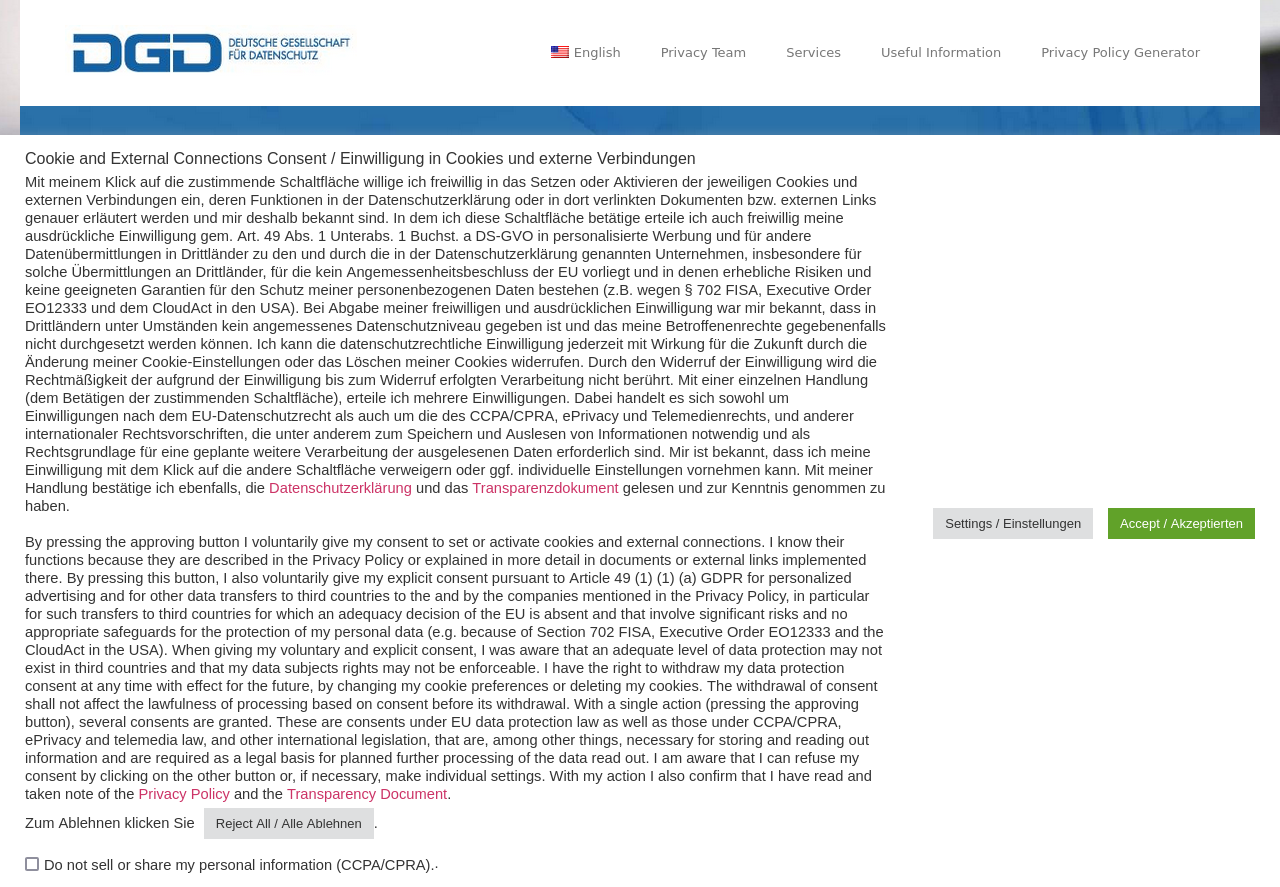 DGD DEUTSCHE GESELLSCHAFT
FÜR DATENSCHUTZ
English Privacy Team Services Useful Information Privacy Policy Generator
Cookie and External Connections Consent / Einwilligung in Cookies und externe Verbindungen
Mit meinem Klick auf die zustimmende Schaltfläche willige ich freiwillig in das Setzen oder Aktivieren der jeweiligen Cookies und
externen Verbindungen ein, deren Funktionen in der Datenschutzerklärung oder in dort verlinkten Dokumenten bzw. externen Links
genauer erläutert werden und mir deshalb bekannt sind. In dem ich diese Schaltfläche betätige erteile ich auch freiwillig meine
ausdrückliche Einwilligung gem. Art. 49 Abs. 1 Unterabs. 1 Buchst. a DS-GVO in personalisierte Werbung und für andere
Datenübermittlungen in Drittländer zu den und durch die in der Datenschutzerklärung genannten Unternehmen, insbesondere für
solche Übermittlungen an Drittländer, für die kein Angemessenheitsbeschluss der EU vorliegt und in denen erhebliche Risiken und
keine geeigneten Garantien für den Schutz meiner personenbezogenen Daten bestehen (z.B. wegen § 702 FISA, Executive Order
EO12333 und dem CloudAct in den USA). Bei Abgabe meiner freiwilligen und ausdrücklichen Einwilligung war mir bekannt, dass in
Drittländern unter Umständen kein angemessenes Datenschutzniveau gegeben ist und das meine Betroffenenrechte gegebenenfalls
nicht durchgesetzt werden können. Ich kann die datenschutzrechtliche Einwilligung jederzeit mit Wirkung für die Zukunft durch die
Änderung meiner Cookie-Einstellungen oder das Löschen meiner Cookies widerrufen. Durch den Widerruf der Einwilligung wird die
Rechtmäßigkeit der aufgrund der Einwilligung bis zum Widerruf erfolgten Verarbeitung nicht berührt. Mit einer einzelnen Handlung
(dem Betätigen der zustimmenden Schaltfläche), erteile ich mehrere Einwilligungen. Dabei handelt es sich sowohl um
Einwilligungen nach dem EU-Datenschutzrecht als auch um die des CCPA/CPRA, ePrivacy und Telemedienrechts, und anderer
internationaler Rechtsvorschriften, die unter anderem zum Speichern und Auslesen von Informationen notwendig und als
Rechtsgrundlage für eine geplante weitere Verarbeitung der ausgelesenen Daten erforderlich sind. Mir ist bekannt, dass ich meine
Einwilligung mit dem Klick auf die andere Schaltfläche verweigern oder ggf. individuelle Einstellungen vornehmen kann. Mit meiner
Handlung bestätige ich ebenfalls, die Datenschutzerklärung und das Transparenzdokument gelesen und zur Kenntnis genommen zu
haben.
Settings / Einstellungen Accept / Akzeptierten
By pressing the approving button I voluntarily give my consent to set or activate cookies and external connections. I know their
functions because they are described in the Privacy Policy or explained in more detail in documents or external links implemented
there. By pressing this button, I also voluntarily give my explicit consent pursuant to Article 49 (1) (1) (a) GDPR for personalized
advertising and for other data transfers to third countries to the and by the companies mentioned in the Privacy Policy, in particular
for such transfers to third countries for which an adequacy decision of the EU is absent and that involve significant risks and no
appropriate safeguards for the protection of my personal data (e.g. because of Section 702 FISA, Executive Order EO12333 and the
CloudAct in the USA). When giving my voluntary and explicit consent, I was aware that an adequate level of data protection may not
exist in third countries and that my data subjects rights may not be enforceable. I have the right to withdraw my data protection
consent at any time with effect for the future, by changing my cookie preferences or deleting my cookies. The withdrawal of consent
shall not affect the lawfulness of processing based on consent before its withdrawal. With a single action (pressing the approving
button), several consents are granted. These are consents under EU data protection law as well as those under CCPA/CPRA,
ePrivacy and telemedia law, and other international legislation, that are, among other things, necessary for storing and reading out
information and are required as a legal basis for planned further processing of the data read out. I am aware that I can refuse my
consent by clicking on the other button or, if necessary, make individual settings. With my action I also confirm that I have read and
taken note of the Privacy Policy and the Transparency Document.
Zum Ablehnen klicken Sie Reject All / Alle Ablehnen.
Do not sell or share my personal information (CCPA/CPRA)..